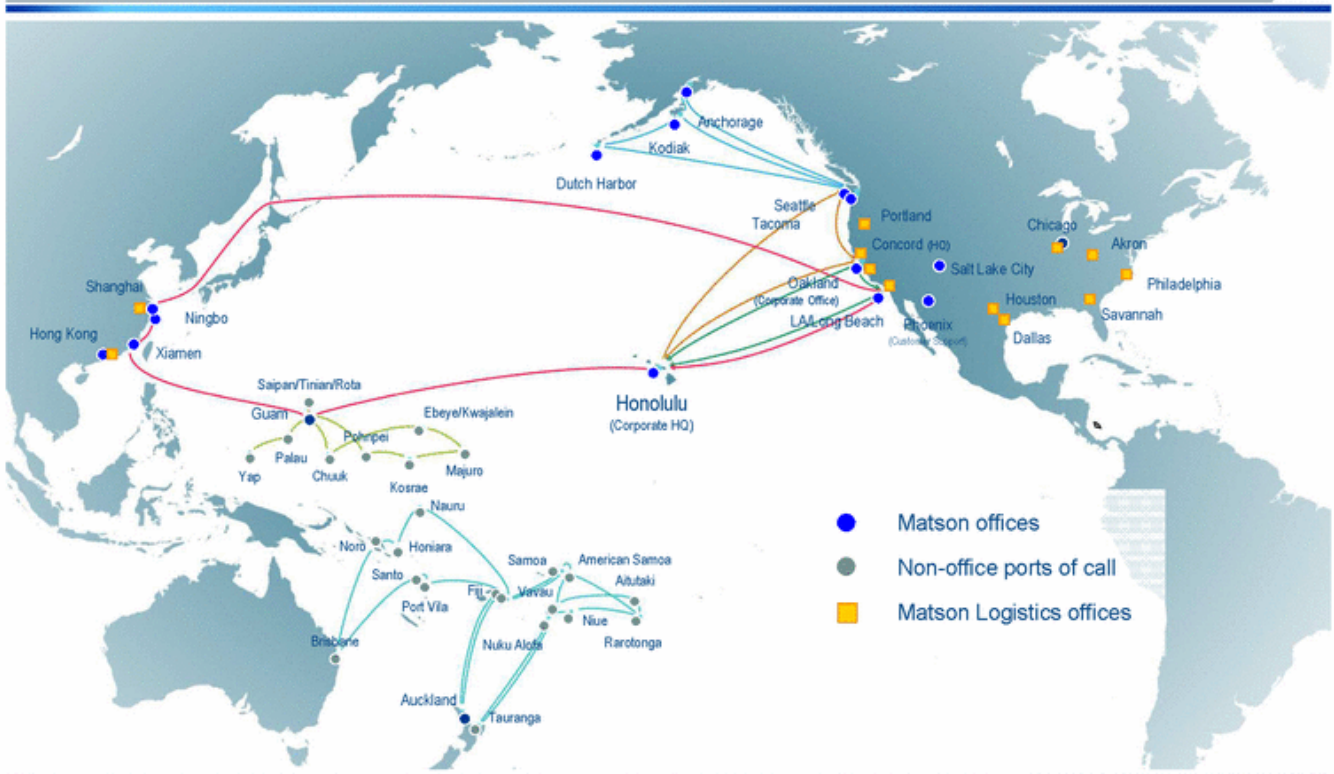 Anchorage
Kodiak
Dutch Harbor
Seattle
Tacoma
Portland
Concord (HQ)
Chicago
Akron
Salt Lake City
Philadelphia
Oakland
(Corporate Office)
Houston
Savannah
LA/Long Beach
Phoenix
(Customer Support)
Dallas
Shanghai
Ningbo
Hong Kong
Xiamen
Saipan/Tinian/Rota
Guam
Ebeye/Kwajalein
Honolulu
(Corporate HQ)
Pohnpei
Palau
Yap
Chuuk
Majuro
Kosrae
Nauru
Noro
Honiara
Samoa
American Samoa
Santo
Aitutaki
Fiji
Vavau
Port Vila
Niue
Brisbane
Nuku Alofa
Rarotonga
Auckland
Tauranga
Matson offices
Non-office ports of call
Matson Logistics offices